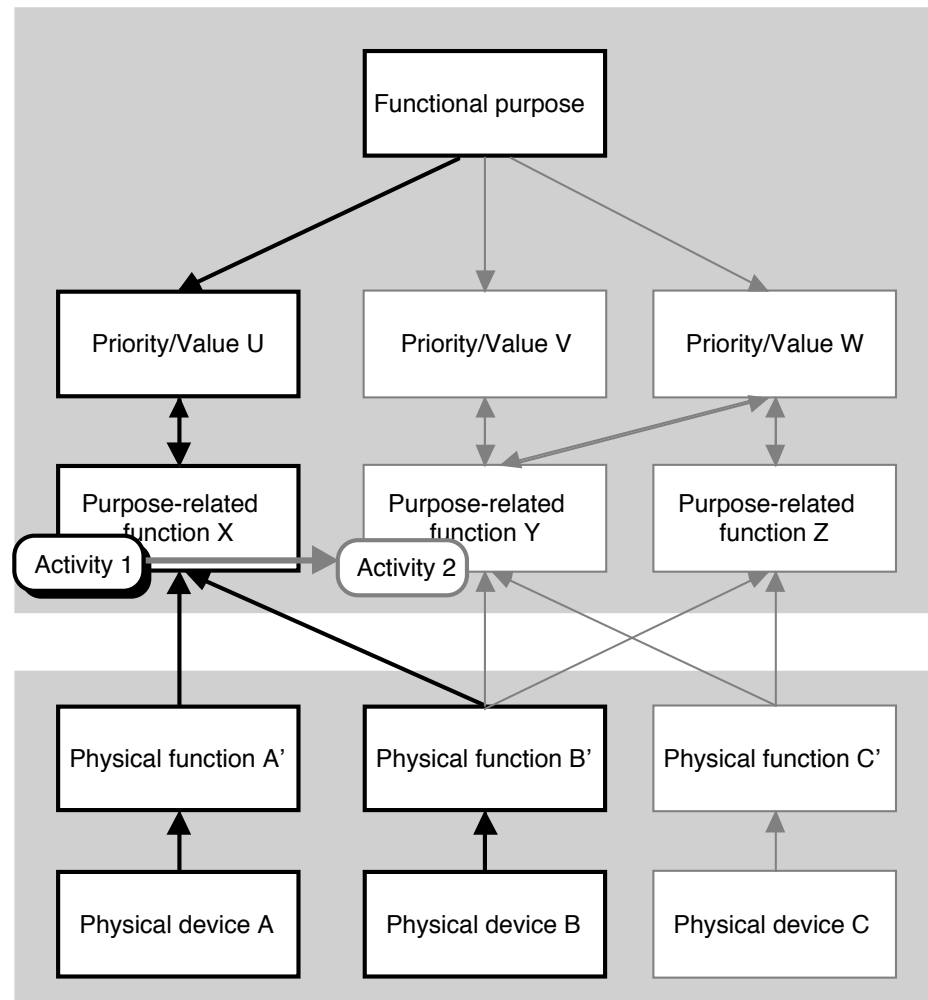 Functional purpose
Priority/Value U
Priority/Value V
Priority/Value W
Purpose-related
function X
Purpose-related
function Y
Purpose-related
function Z
Activity 1
Activity 2
Physical function A’
Physical function B’
Physical function C’
Physical device A
Physical device B
Physical device C